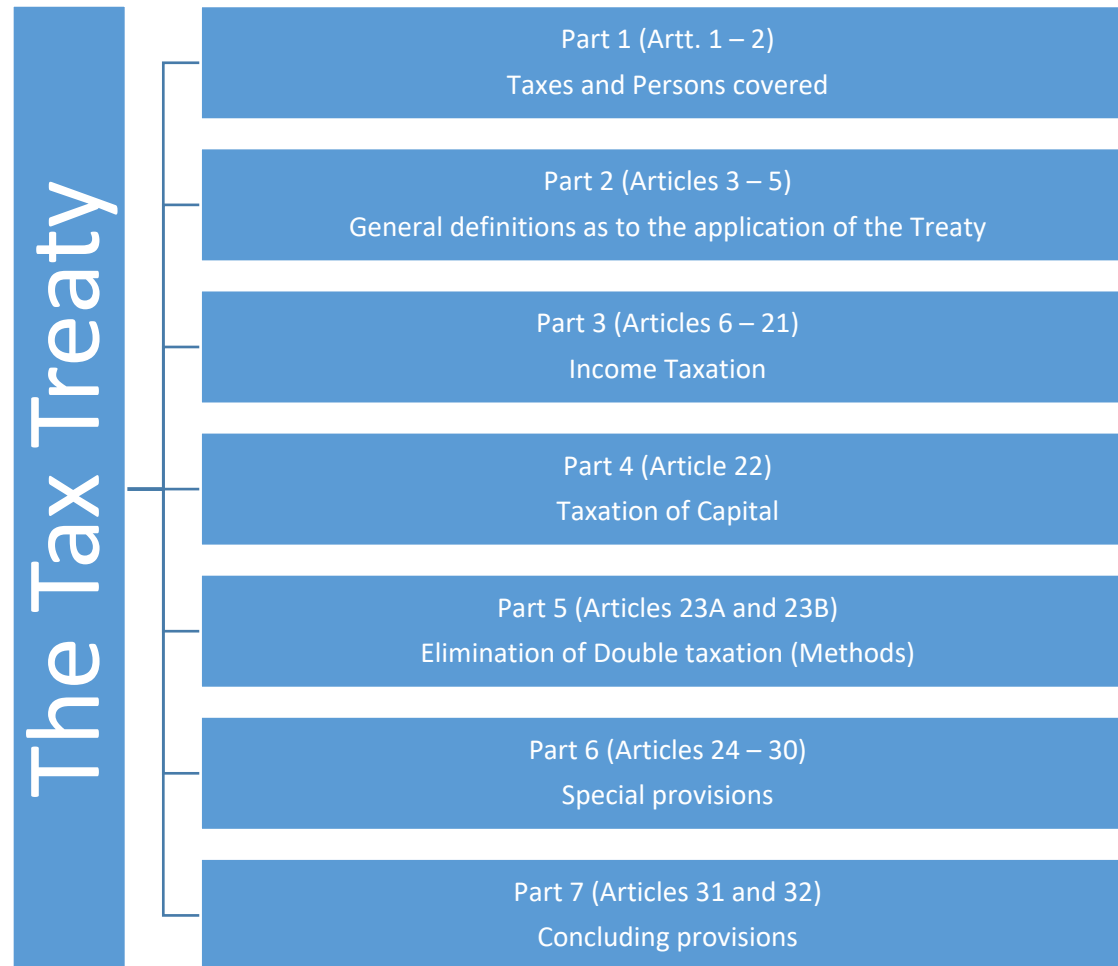 The Tax Treaty
Part 1 (Artt. 1 – 2)
Taxes and Persons covered
Part 2 (Articles 3 – 5)
General definitions as to the application of the Treaty
Part 3 (Articles 6 – 21)
Income Taxation
Part 4 (Article 22)
Taxation of Capital
Part 5 (Articles 23A and 23B)
Elimination of Double taxation (Methods)
Part 6 (Articles 24 – 30)
Special provisions
Part 7 (Articles 31 and 32)
Concluding provisions